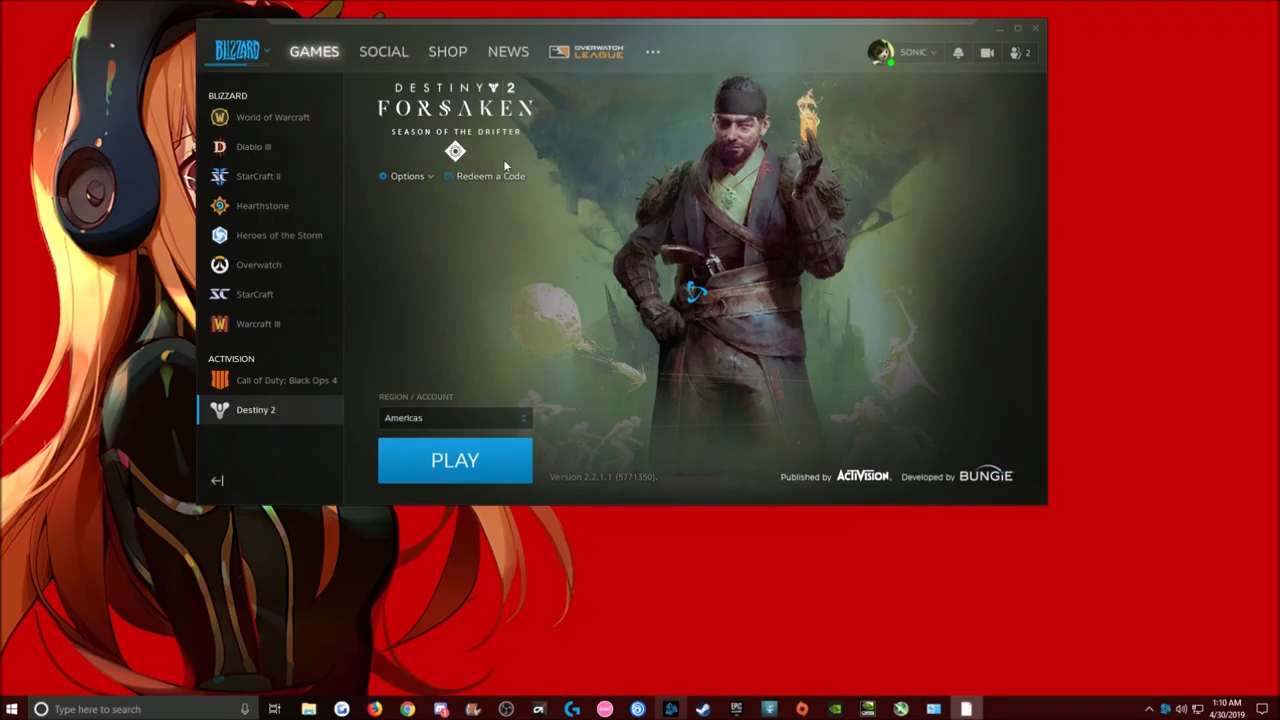 BLIZZARD GAMES SOCIAL SHOP NEWS OVERWATCH LEAGUE ••• SONIC 2
BLIZZARD
World of Warcraft
Diablo III
StarCraft II
Hearthstone
Heroes of the Storm
Overwatch
StarCraft
Warcraft III
ACTIVISION
Call of Duty: Black Ops 4
Destiny 2
DESTINY 2
FORSAKEN
SEASON OF THE DRIFTER
Options Redeem a Code
REGION / ACCOUNT
Americas
PLAY
Version 2.2.1.1 (5771350).
Published by ACTIVISION. Developed by BUNGIE
Type here to search
1:10 AM
4/30/2019